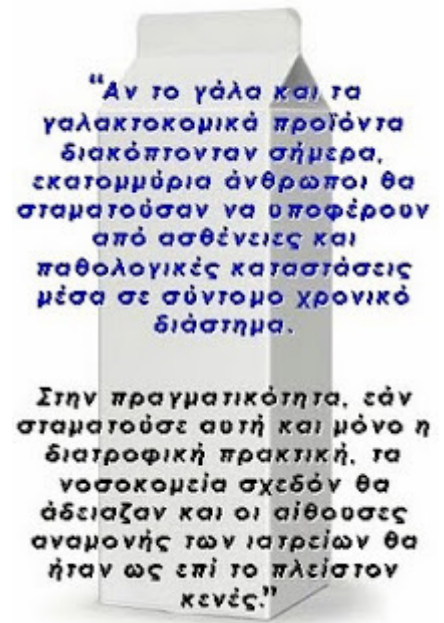 “Αν το γάλα και τα
γαλακτοκομικά προϊόντα
διακόπτονταν σήμερα,
εκατομμύρια άνθρωποι θα
σταματούσαν να υποφέρουν
από ασθένειες και
παθολογικές καταστάσεις
μέσα σε σύντομο χρονικό
διάστημα.
Στην πραγματικότητα, εάν
σταματούσε αυτή και μόνο η
διατροφική πρακτική, τα
νοσοκομεία σχεδόν θα
άδειαζαν και οι αίθουσες
αναμονής των ιατρείων θα
ήταν ως επί το πλείστον
κενές.”